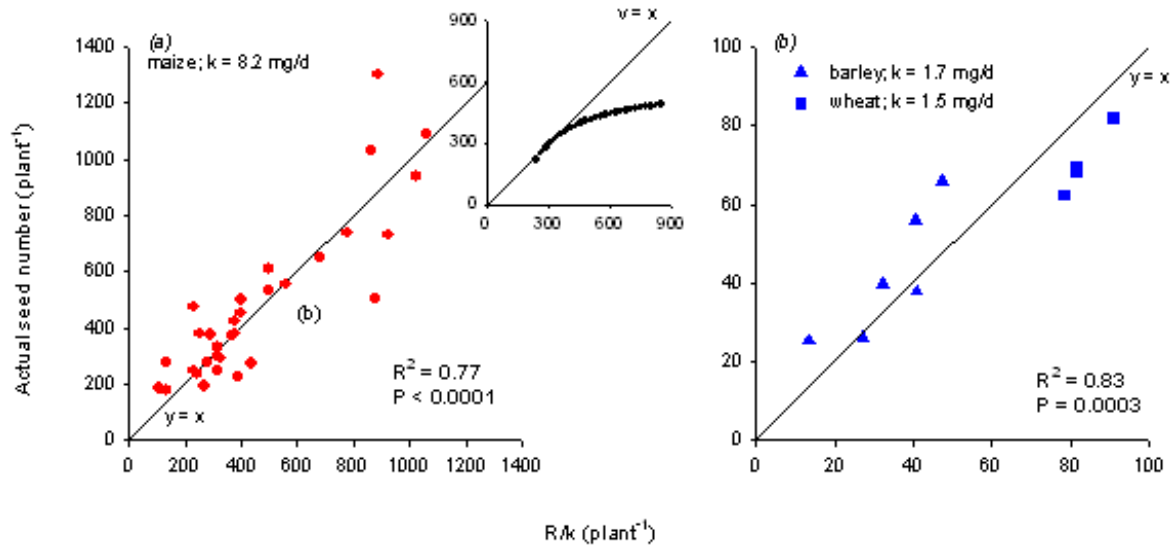 (a)
maize; k = 8.2 mg/d
1400
1200
1000
800
600
400
200
0
0 200 400 600 800 1000 1200 1400
(b)
y = x
R² = 0.77
P < 0.0001
y = x
900
600
300
0
0 300 600 900
(b)
barley; k = 1.7 mg/d
wheat; k = 1.5 mg/d
y = x
100
80
60
40
20
0
0 20 40 60 80 100
R² = 0.83
P = 0.0003
Actual seed number (plant⁻¹)
R/k (plant⁻¹)